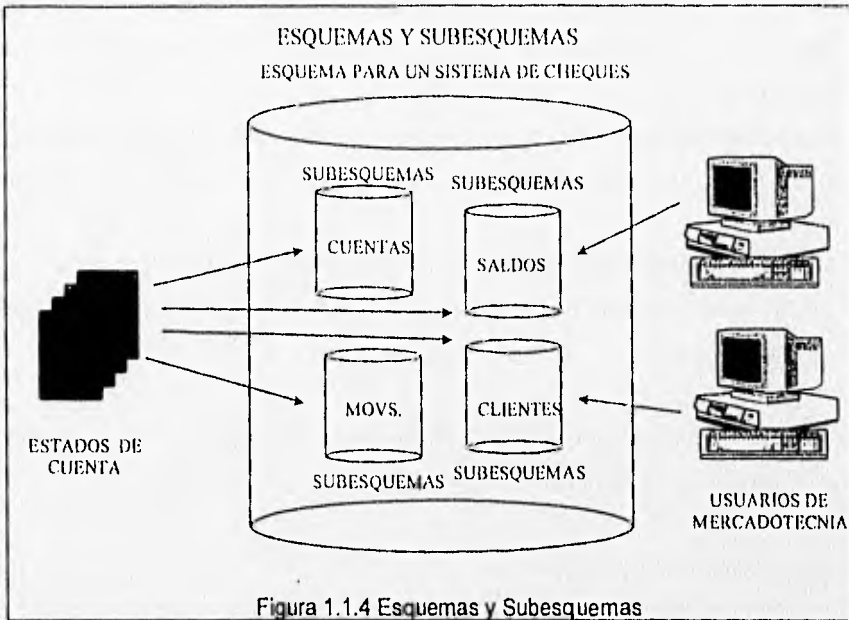 ESQUEMAS Y SUBESQUEMAS
ESQUEMA PARA UN SISTEMA DE CHEQUES
SUBESQUEMAS
SUBESQUEMAS
CUENTAS
SALDOS
MOVS.
CLIENTES
SUBESQUEMAS
SUBESQUEMAS
ESTADOS DE
CUENTA
USUARIOS DE
MERCADOTECNIA
Figura 1.1.4 Esquemas y Subesquemas